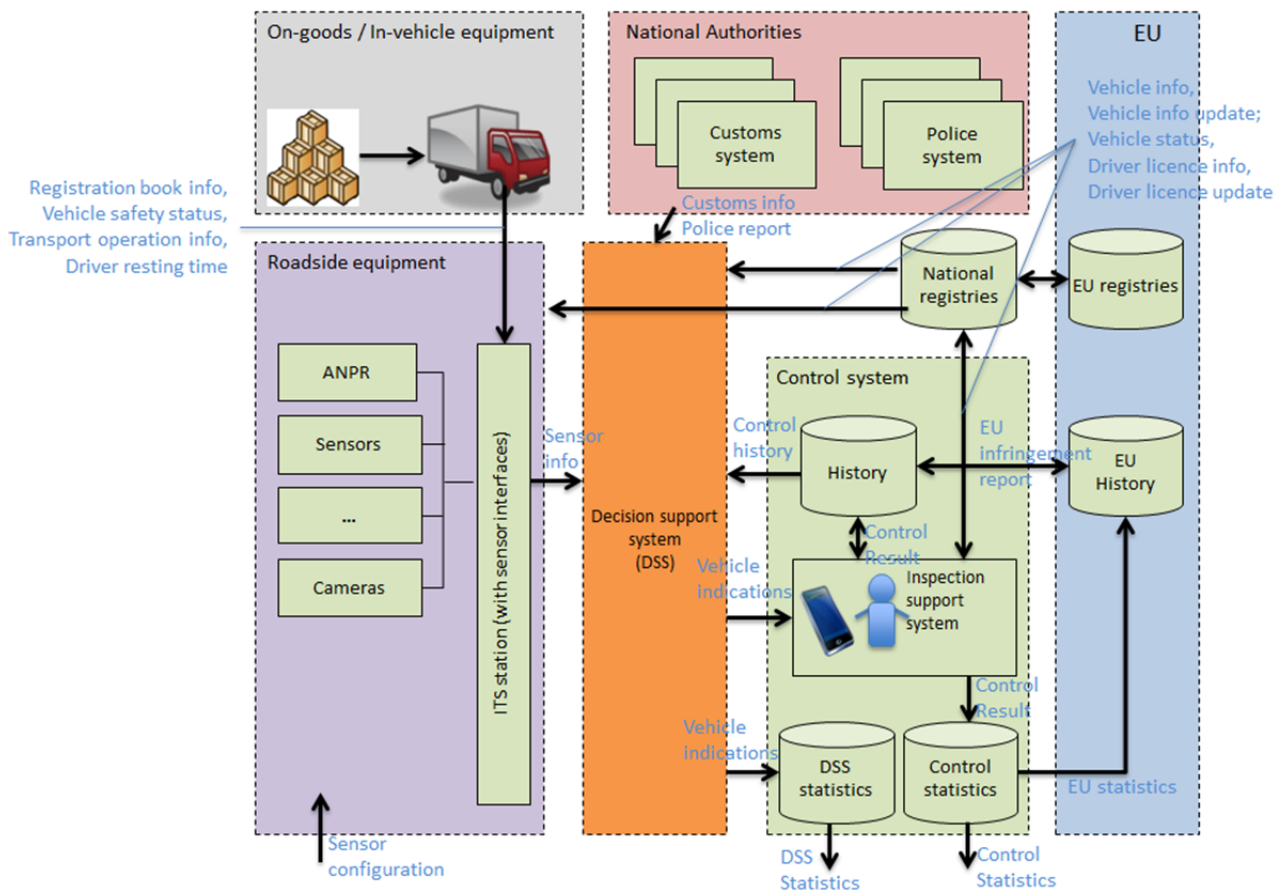 On-goods / In-vehicle equipment
National Authorities
EU
Customs
system
Police
system
Vehicle info,
Vehicle info update;
Vehicle status,
Driver licence info,
Driver licence update
Registration book info,
Vehicle safety status,
Transport operation info,
Driver resting time
Customs info
Police report
Roadside equipment
National
registries
EU registries
ANPR
Sensors
...
Cameras
ITS station (with sensor interfaces)
Sensor
info
Decision support
system
(DSS)
Control system
Control
history
History
EU
infringement
report
EU
History
Control
Result
Vehicle
indications
Inspection
support
system
Control
Result
Vehicle
indications
DSS
statistics
Control
statistics
EU statistics
Sensor
configuration
DSS
Statistics
Control
Statistics